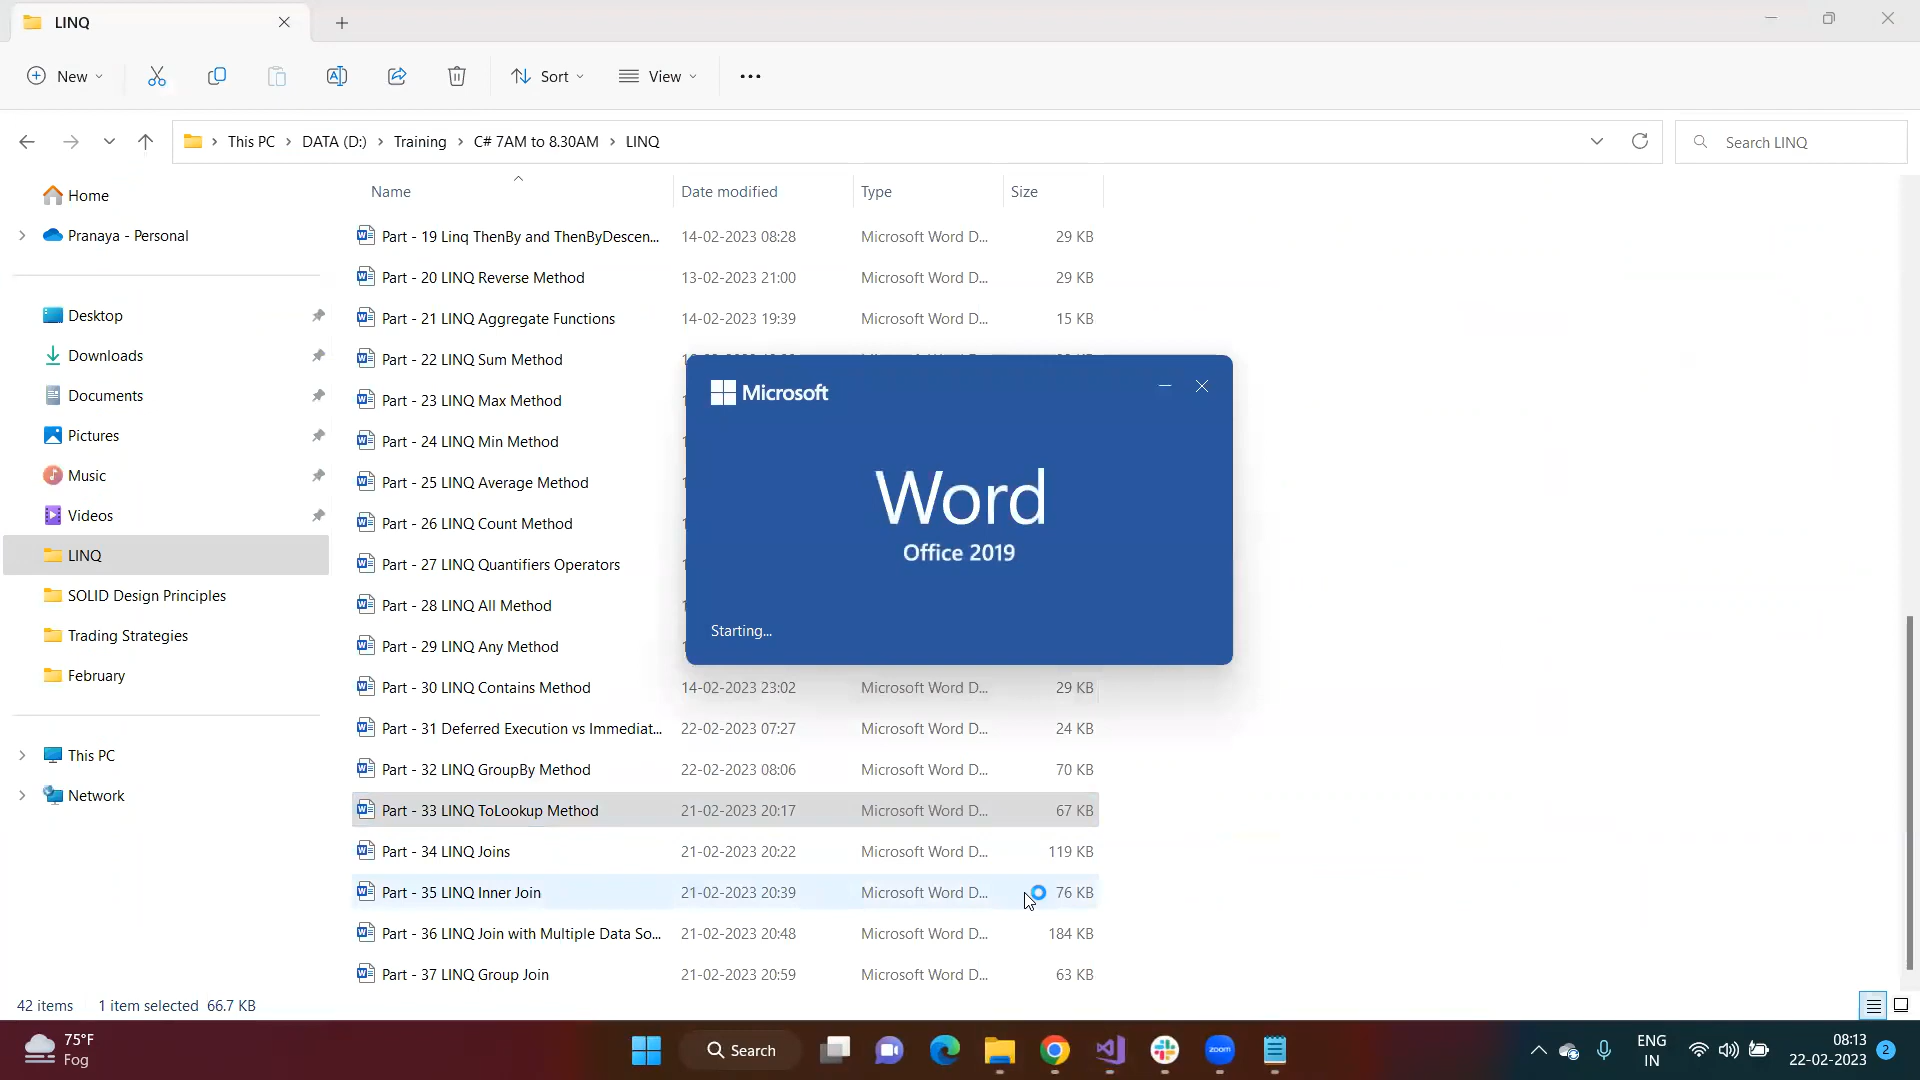 LINQ
New
Sort
View
This PC
DATA (D:)
Training
C# 7AM to 8.30AM
LINQ
Search LINQ
Home
Pranaya - Personal
Desktop
Downloads
Documents
Pictures
Music
Videos
LINQ
SOLID Design Principles
Trading Strategies
February
This PC
Network
Name Date modified Type Size
Part - 19 Linq ThenBy and ThenByDescen... 14-02-2023 08:28 Microsoft Word D... 29 KB
Part - 20 LINQ Reverse Method 13-02-2023 21:00 Microsoft Word D... 29 KB
Part - 21 LINQ Aggregate Functions 14-02-2023 19:39 Microsoft Word D... 15 KB
Part - 22 LINQ Sum Method
Part - 23 LINQ Max Method
Part - 24 LINQ Min Method
Part - 25 LINQ Average Method
Part - 26 LINQ Count Method
Part - 27 LINQ Quantifiers Operators
Part - 28 LINQ All Method
Part - 29 LINQ Any Method
Part - 30 LINQ Contains Method 14-02-2023 23:02 Microsoft Word D... 29 KB
Part - 31 Deferred Execution vs Immediat... 22-02-2023 07:27 Microsoft Word D... 24 KB
Part - 32 LINQ GroupBy Method 22-02-2023 08:06 Microsoft Word D... 70 KB
Part - 33 LINQ ToLookup Method 21-02-2023 20:17 Microsoft Word D... 67 KB
Part - 34 LINQ Joins 21-02-2023 20:22 Microsoft Word D... 119 KB
Part - 35 LINQ Inner Join 21-02-2023 20:39 Microsoft Word D... 76 KB
Part - 36 LINQ Join with Multiple Data So... 21-02-2023 20:48 Microsoft Word D... 184 KB
Part - 37 LINQ Group Join 21-02-2023 20:59 Microsoft Word D... 63 KB
Microsoft
Word
Office 2019
Starting...
42 items 1 item selected 66.7 KB
75°F
Fog
Search
zoom
ENG
IN
08:13
22-02-2023
2